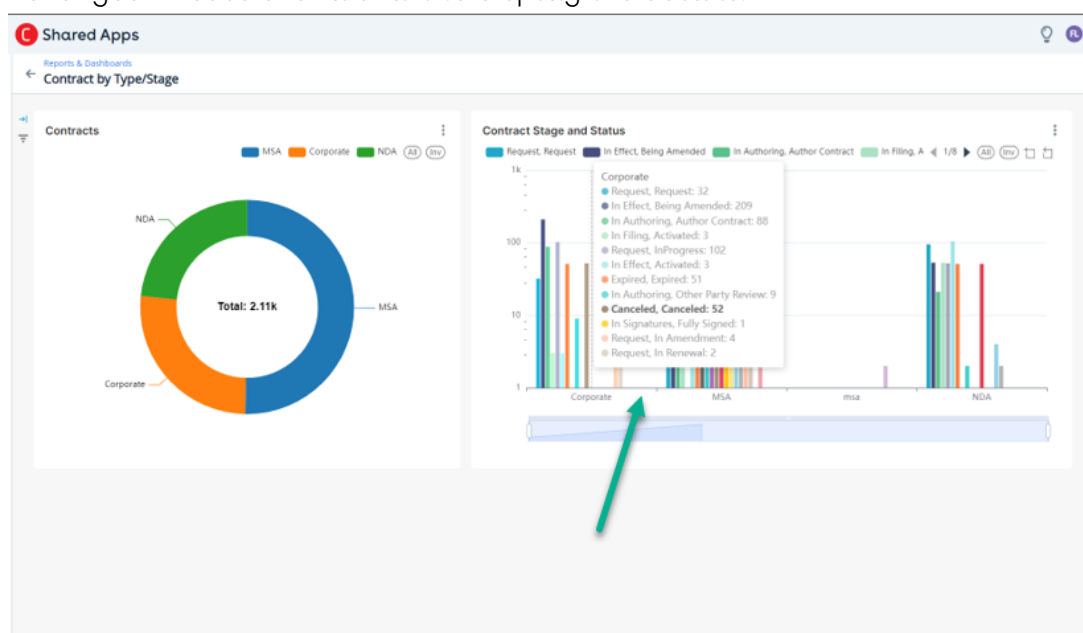 Shared Apps
FL
Reports & Dashboards
Contract by Type/Stage
Contracts
MSA Corporate NDA All Inv
NDA
MSA
Corporate
Total: 2.11k
Contract Stage and Status
Request, Request In Effect, Being Amended In Authoring, Author Contract In Filing, A 1/8 All Inv
1k
100
10
1
Corporate
Request, Request: 32
In Effect, Being Amended: 209
In Authoring, Author Contract: 88
In Filing, Activated: 3
Request, InProgress: 102
In Effect, Activated: 3
Expired, Expired: 51
In Authoring, Other Party Review: 9
Canceled, Canceled: 52
In Signatures, Fully Signed: 1
Request, In Amendment: 4
Request, In Renewal: 2
Corporate MSA msa NDA